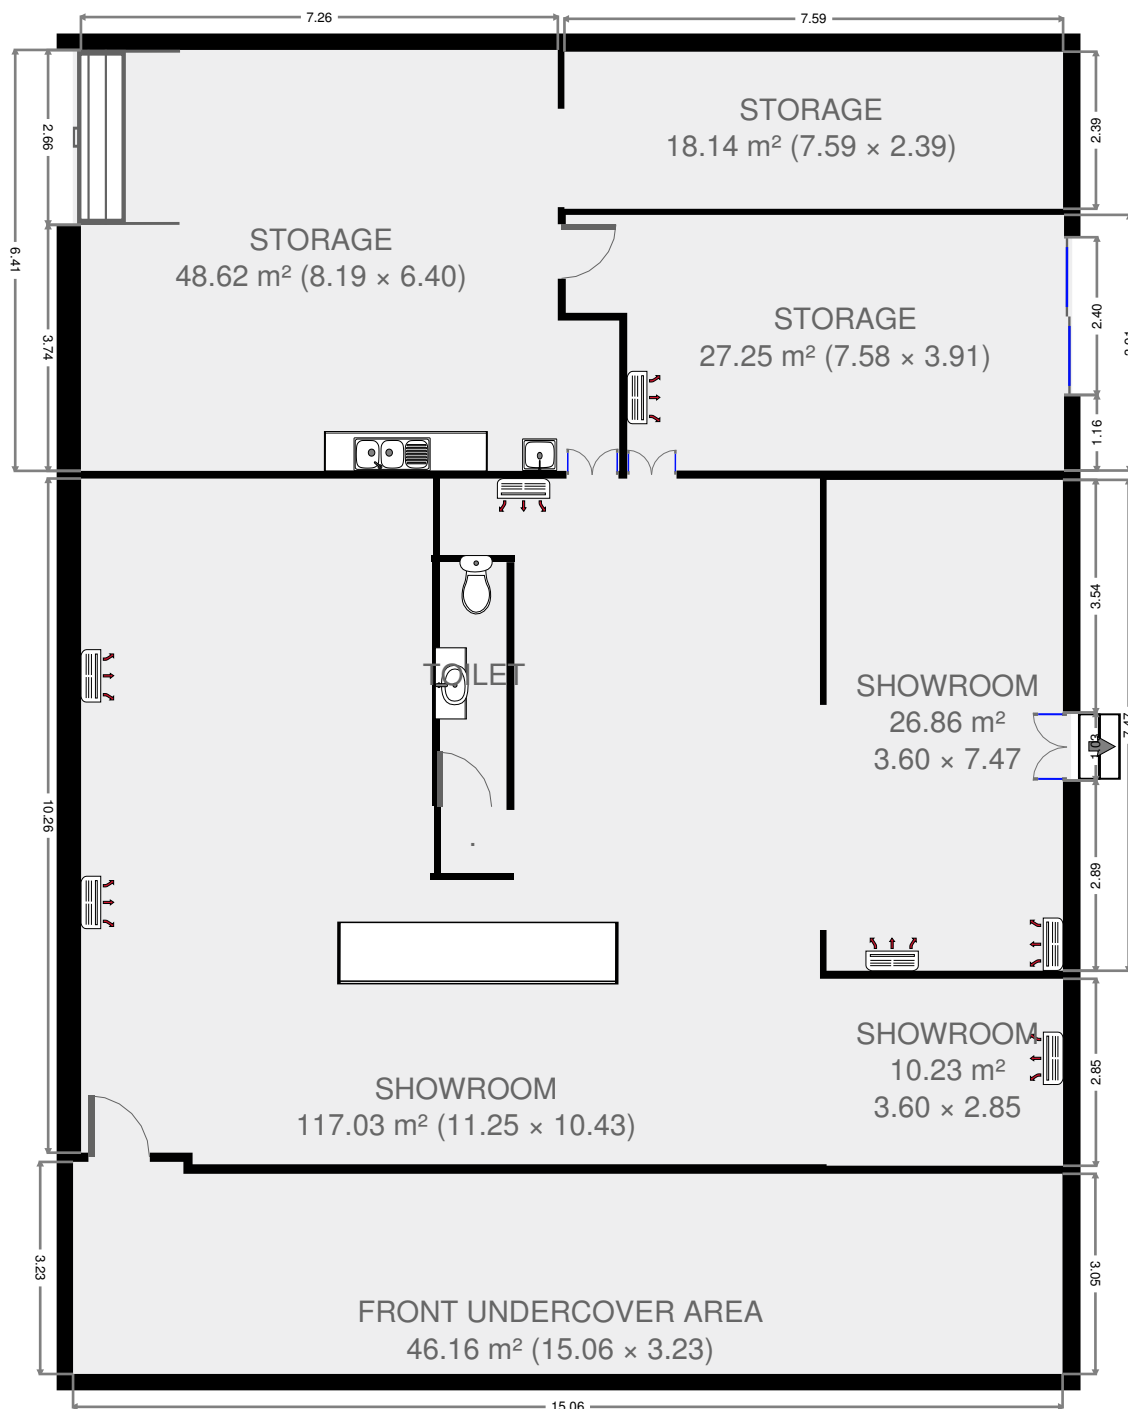 7.26
7.59
STORAGE
18.14 m² (7.59 × 2.39)
2.39
2.66
6.41
STORAGE
48.62 m² (8.19 × 6.40)
3.74
STORAGE
27.25 m² (7.58 × 3.91)
2.40
1.16
3.54
TOILET
SHOWROOM
26.86 m²
3.60 × 7.47
1.03
7.47
10.26
2.89
SHOWROOM
10.23 m²
3.60 × 2.85
2.85
SHOWROOM
117.03 m² (11.25 × 10.43)
3.23
3.05
FRONT UNDERCOVER AREA
46.16 m² (15.06 × 3.23)
15.06